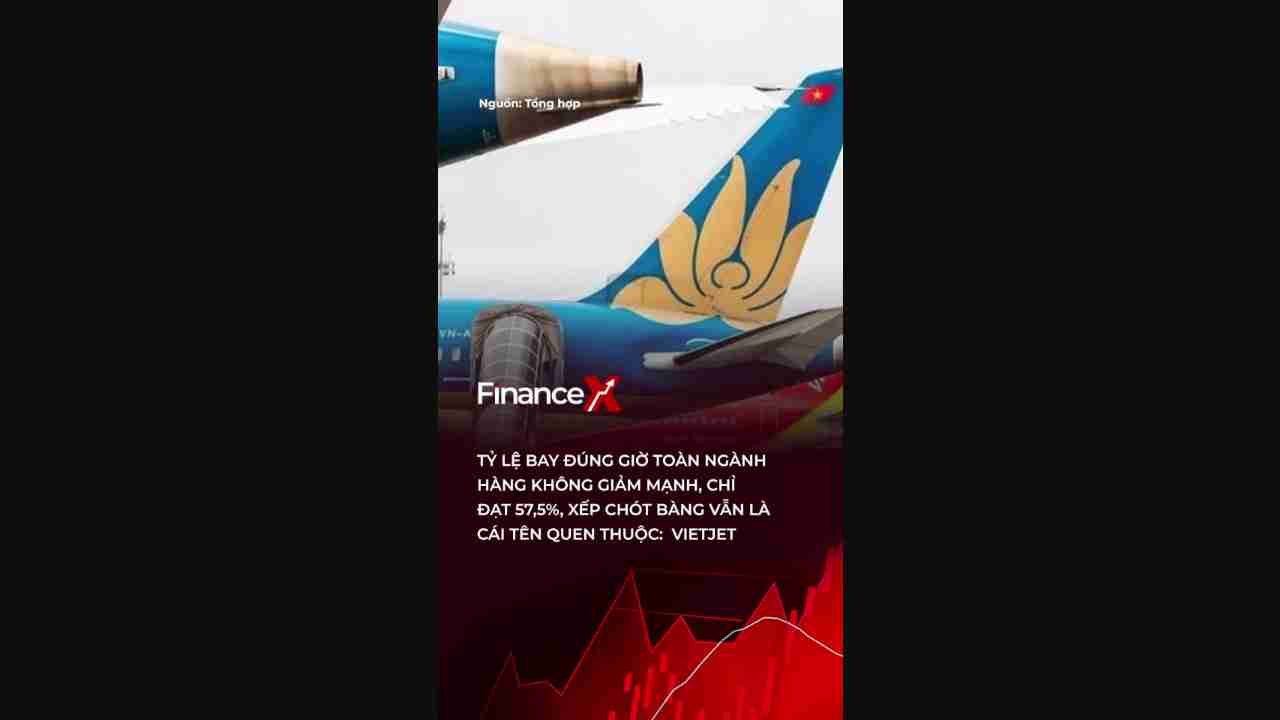 Nguồn: Tổng hợp
VN-A
FinanceX
TỶ LỆ BAY ĐÚNG GIỜ TOÀN NGÀNH
HÀNG KHÔNG GIẢM MẠNH, CHỈ
ĐẠT 57,5%, XẾP CHÓT BẢNG VẪN LÀ
CÁI TÊN QUEN THUỘC: VIETJET